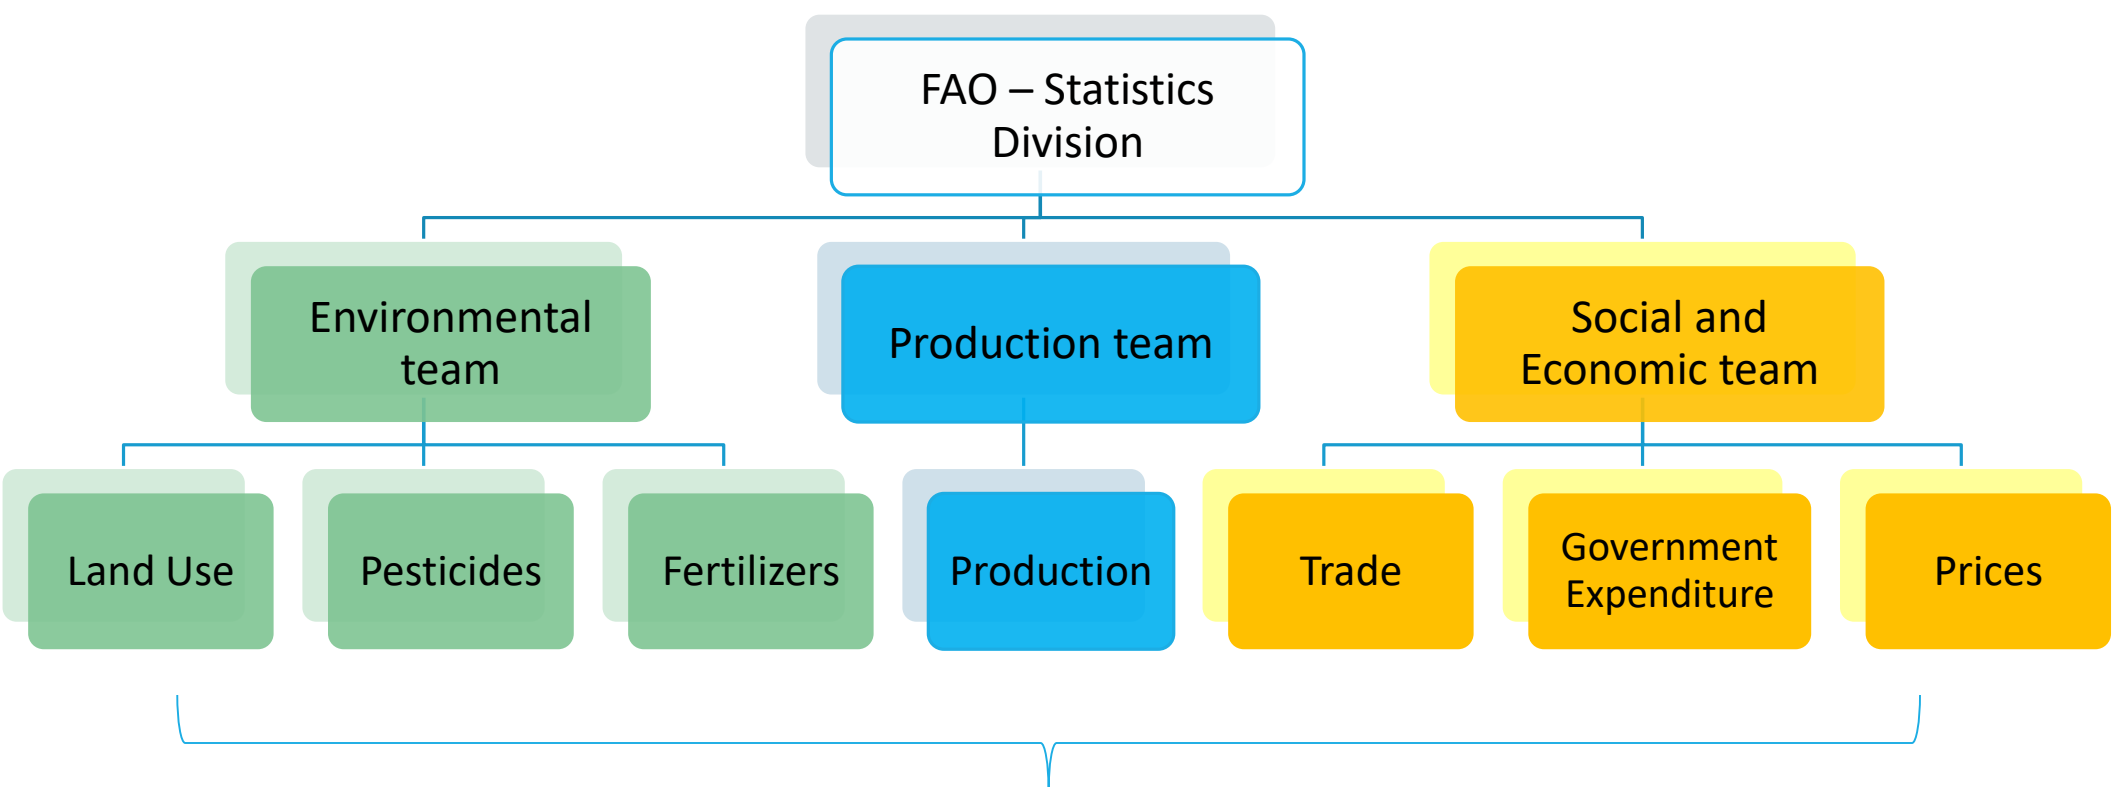 FAO – Statistics
Division
Environmental
team
Production team
Social and
Economic team
Land Use
Pesticides
Fertilizers
Production
Trade
Government
Expenditure
Prices